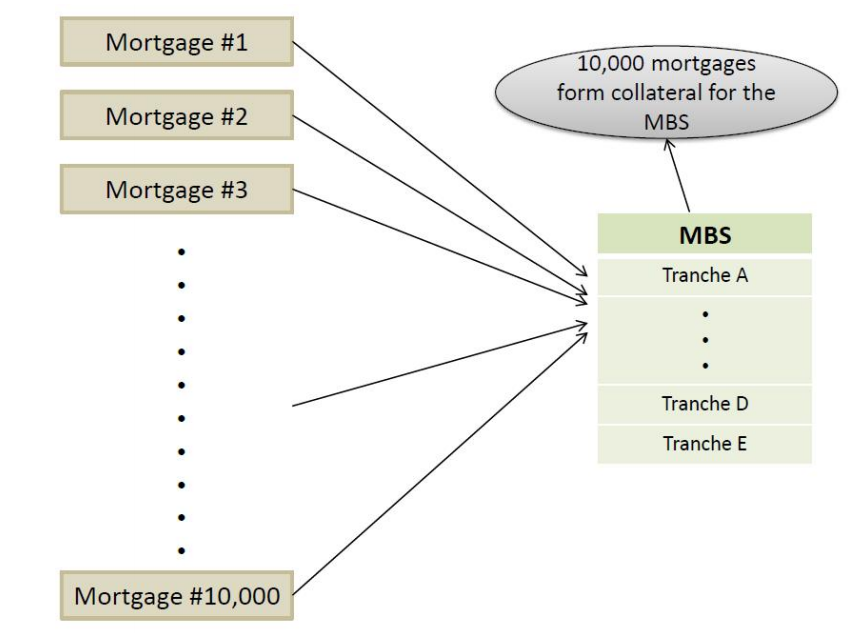 Mortgage #1
Mortgage #2
Mortgage #3
Mortgage #10,000
10,000 mortgages
form collateral for the
MBS
MBS
Tranche A
Tranche D
Tranche E